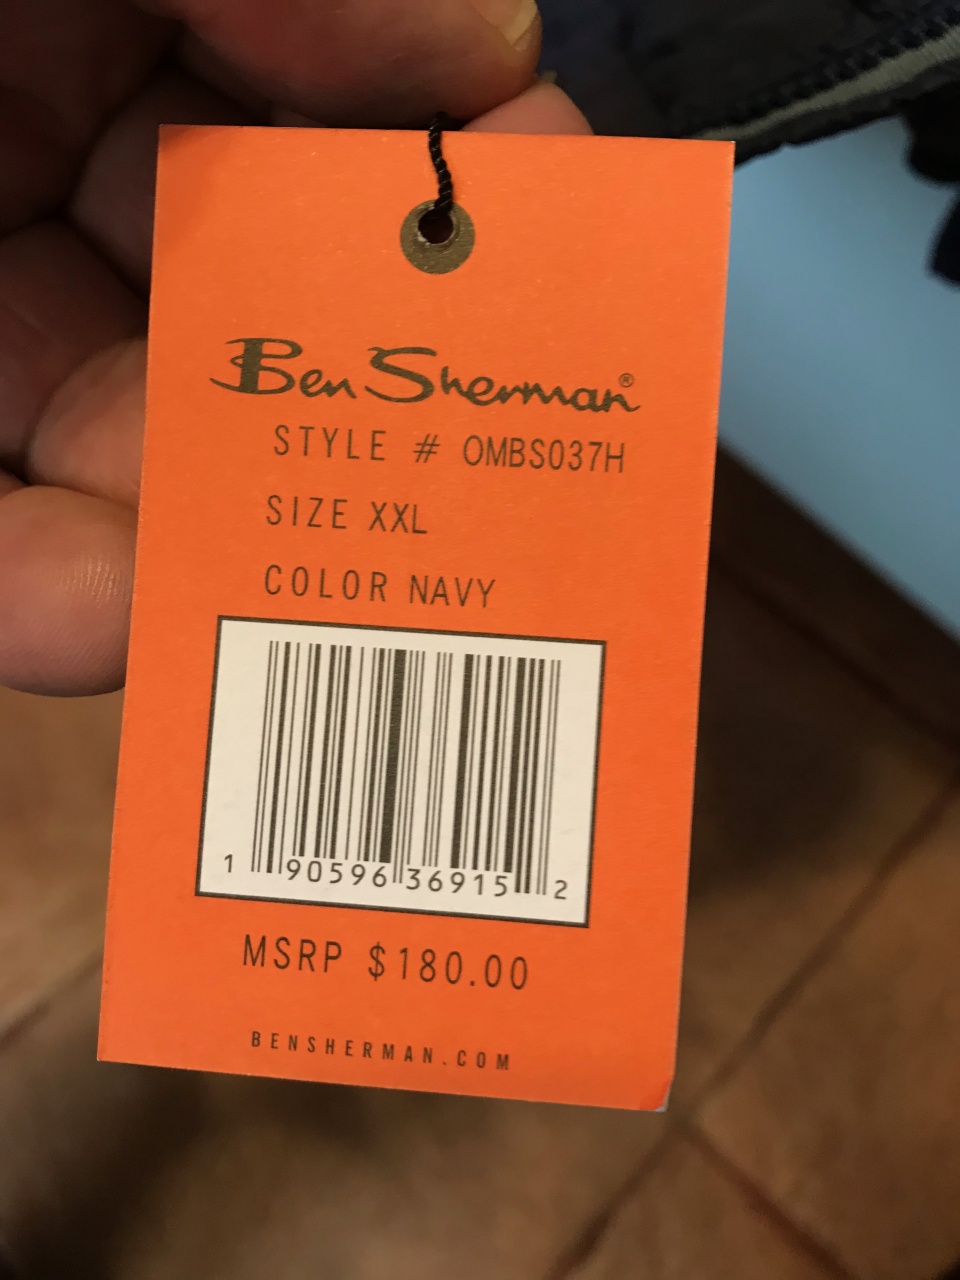 Ben Sherman®
STYLE # OMBS037H
SIZE XXL
COLOR NAVY
1 90596 36915 2
MSRP $180.00
BENSHERMAN.COM